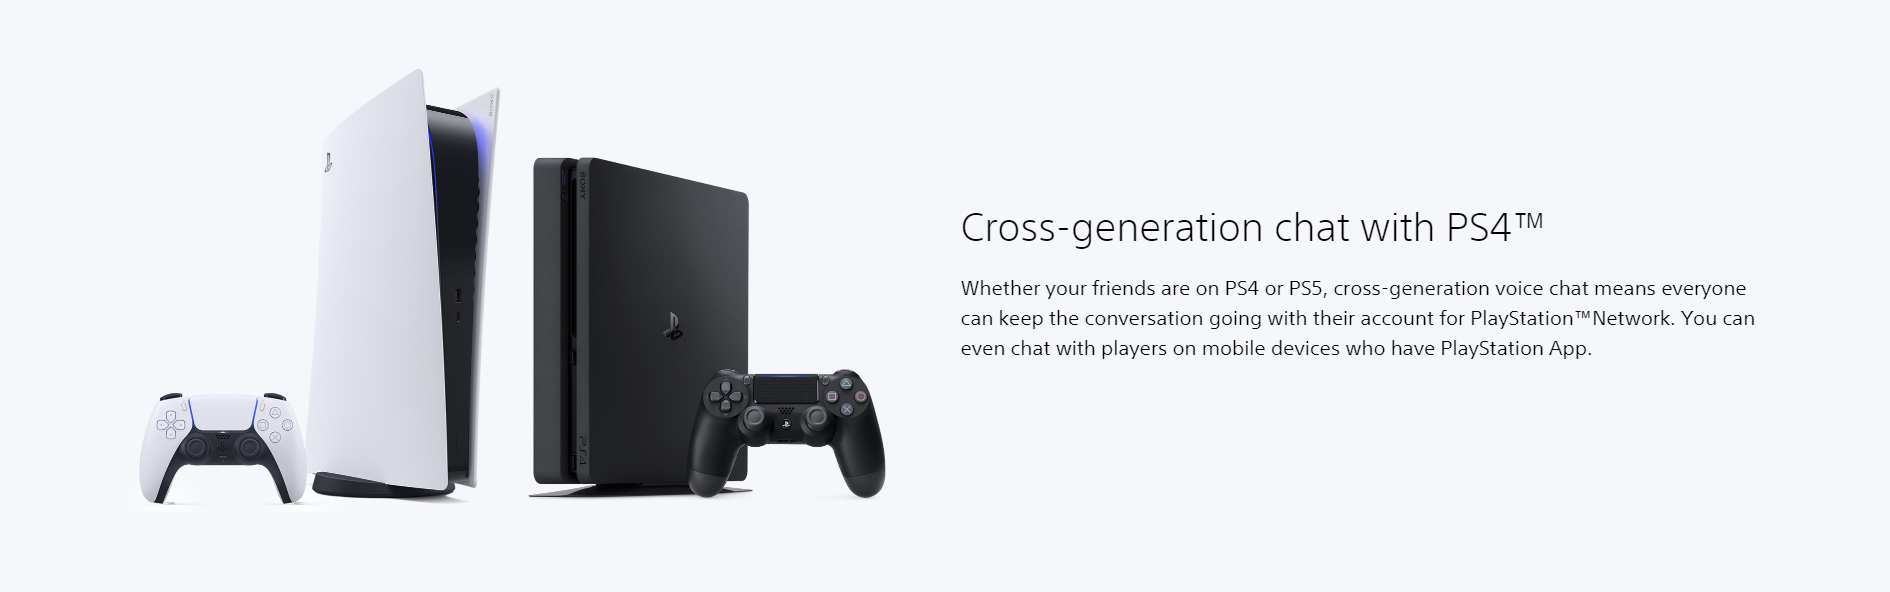 SONY
PS4
Cross-generation chat with PS4™
Whether your friends are on PS4 or PS5, cross-generation voice chat means everyone
can keep the conversation going with their account for PlayStation™Network. You can
even chat with players on mobile devices who have PlayStation App.